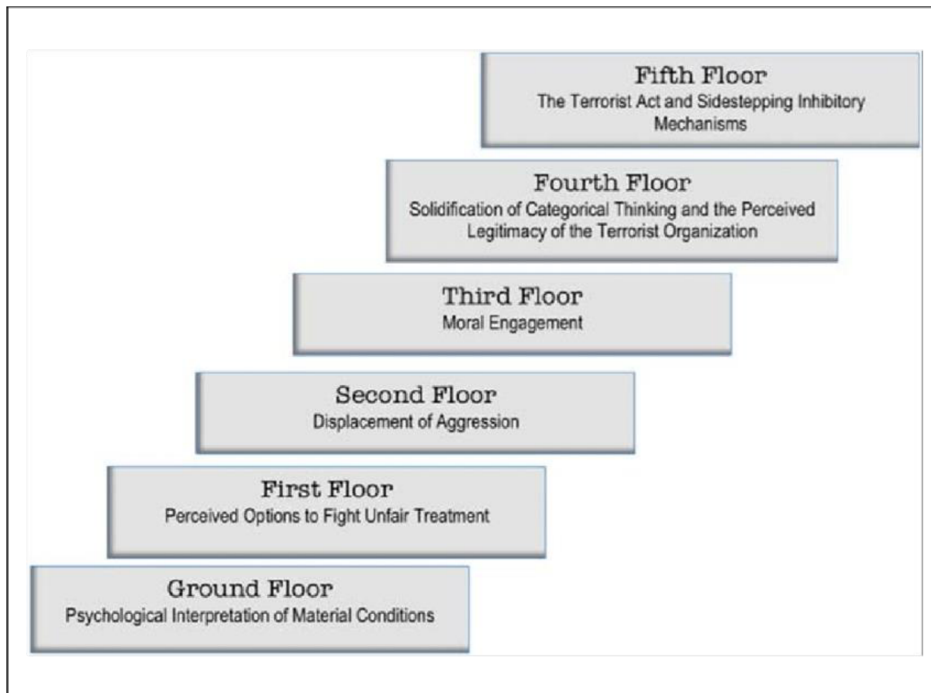 Fifth Floor
The Terrorist Act and Sidestepping Inhibitory
Mechanisms
Fourth Floor
Solidification of Categorical Thinking and the Perceived
Legitimacy of the Terrorist Organization
Third Floor
Moral Engagement
Second Floor
Displacement of Aggression
First Floor
Perceived Options to Fight Unfair Treatment
Ground Floor
Psychological Interpretation of Material Conditions